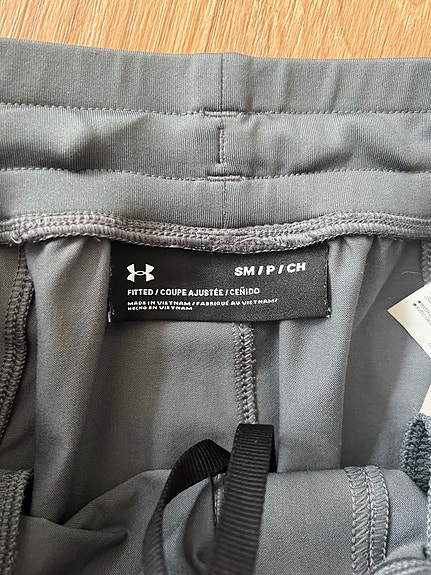 SM / P / CH
FITTED / COUPE AJUSTÉE / CEÑIDO
MADE IN VIETNAM / FABRIQUÉ AU VIETNAM /
HECHO EN VIETNAM